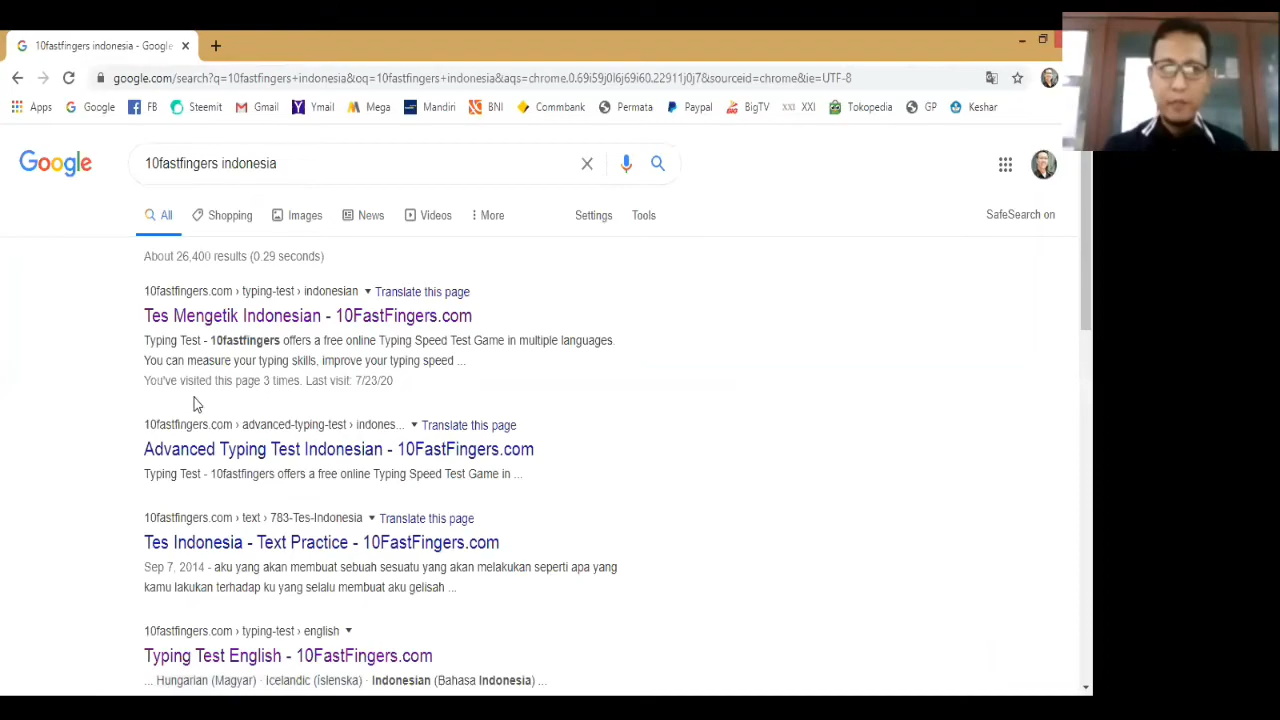 10fastfingers indonesia - Google
google.com/search?q=10fastfingers+indonesia&oq=10fastfingers+indonesia&aqs=chrome.0.69i59j0l6j69i60.22911j0j7&sourceid=chrome&ie=UTF-8
Apps Google FB Steemit Gmail Ymail Mega Mandiri BNI Commbank Permata Paypal BigTV XXI XXI Tokopedia GP Keshar
Google 10fastfingers indonesia
All Shopping Images News Videos More Settings Tools SafeSearch on
About 26,400 results (0.29 seconds)
10fastfingers.com › typing-test › indonesian Translate this page
Tes Mengetik Indonesian - 10FastFingers.com
Typing Test - 10fastfingers offers a free online Typing Speed Test Game in multiple languages.
You can measure your typing skills, improve your typing speed ...
You've visited this page 3 times. Last visit: 7/23/20
10fastfingers.com › advanced-typing-test › indones... Translate this page
Advanced Typing Test Indonesian - 10FastFingers.com
Typing Test - 10fastfingers offers a free online Typing Speed Test Game in ...
10fastfingers.com › text › 783-Tes-Indonesia Translate this page
Tes Indonesia - Text Practice - 10FastFingers.com
Sep 7, 2014 - aku yang akan membuat sebuah sesuatu yang akan melakukan seperti apa yang
kamu lakukan terhadap ku yang selalu membuat aku gelisah ...
10fastfingers.com › typing-test › english
Typing Test English - 10FastFingers.com
... Hungarian (Magyar) · Icelandic (íslenska) · Indonesian (Bahasa Indonesia) ...